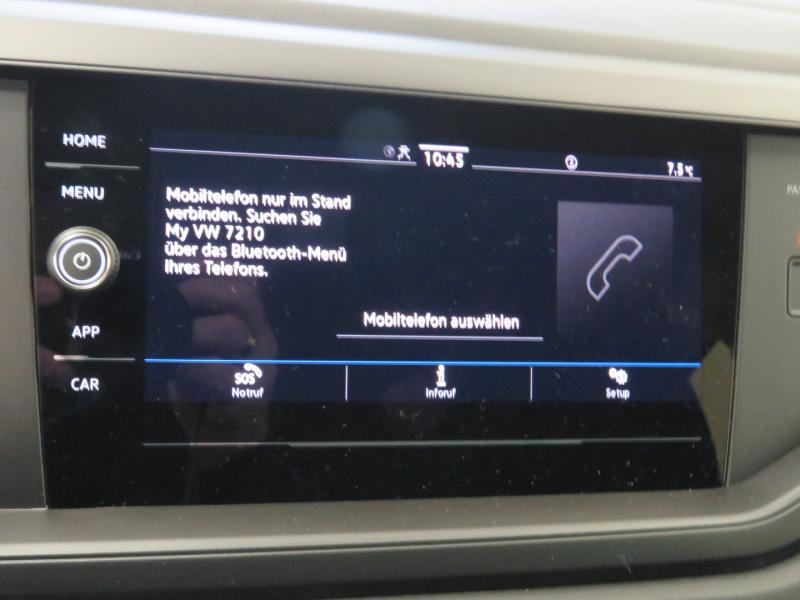 HOME
MENU
APP
CAR
10:45
7,5 °C
Mobiltelefon nur im Stand
verbinden. Suchen Sie
My VW 7210
über das Bluetooth-Menü
Ihres Telefons.
Mobiltelefon auswählen
SOS
Notruf
Inforuf
Setup